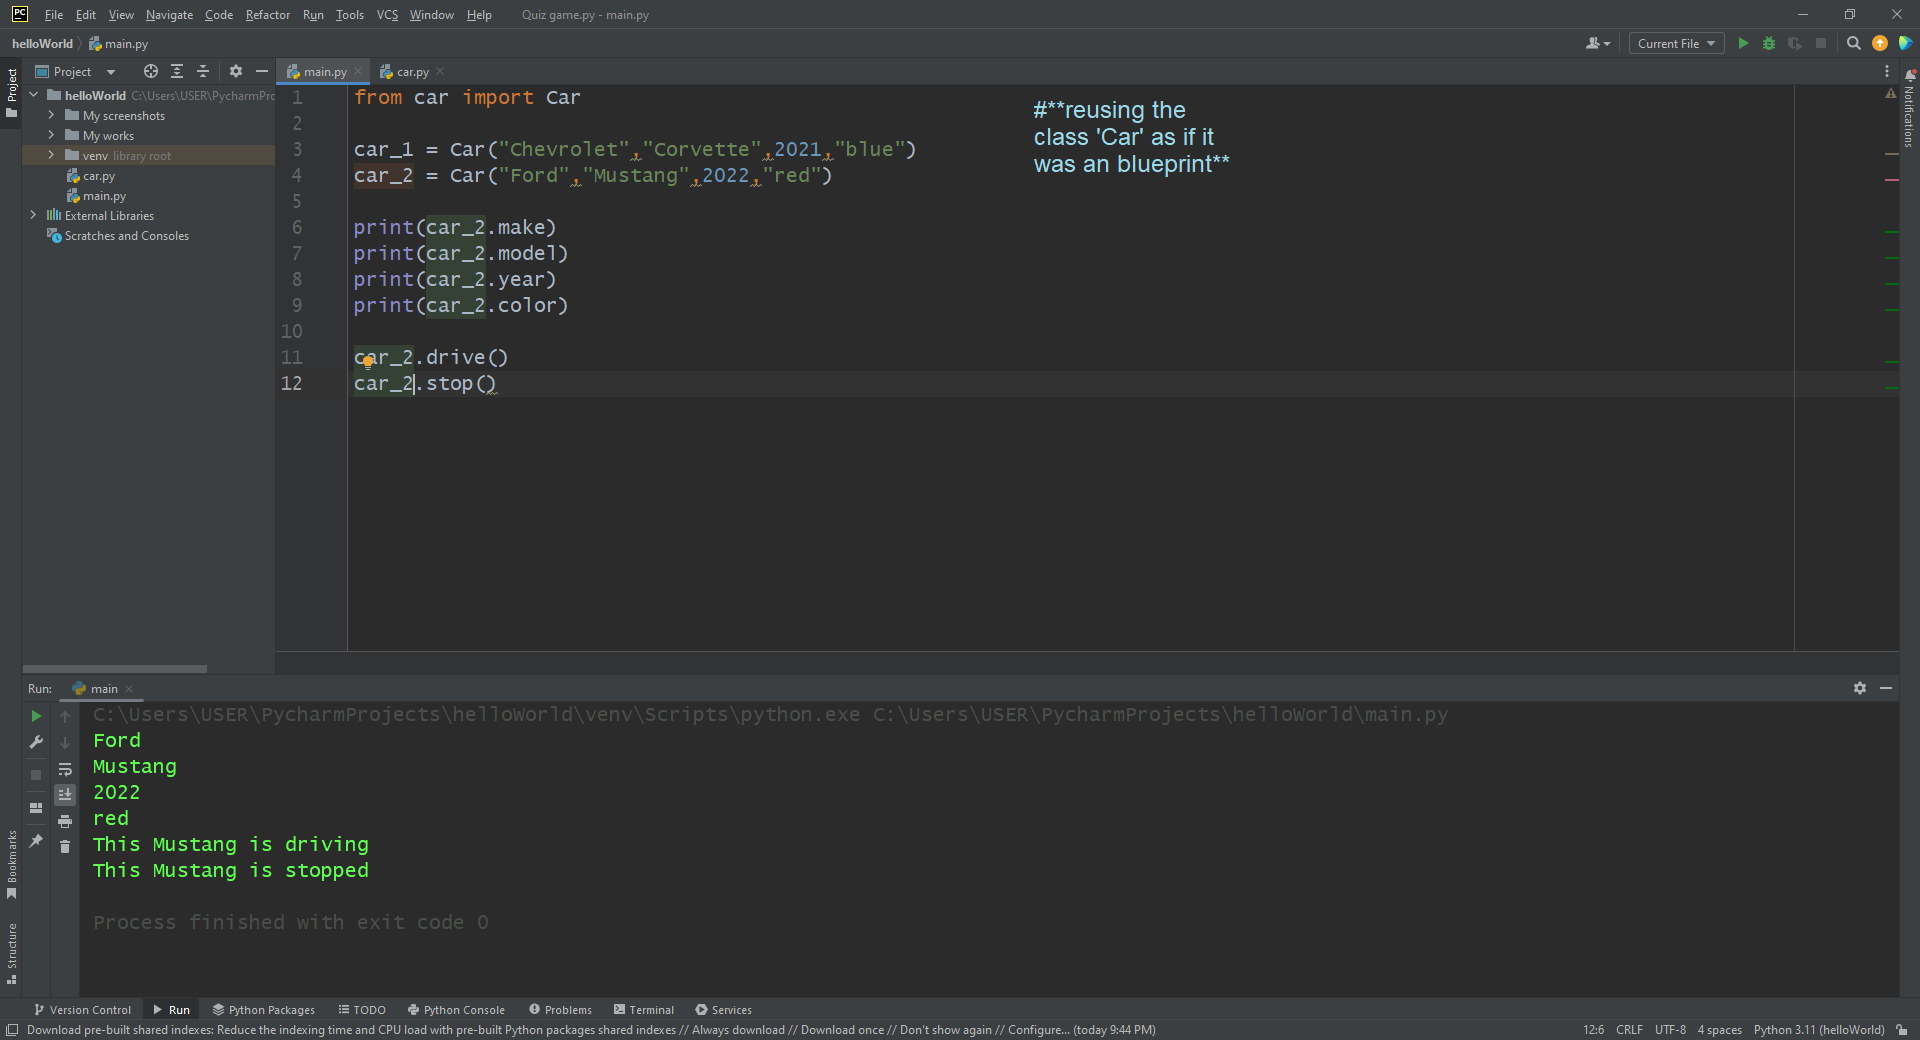 PC File Edit View Navigate Code Refactor Run Tools VCS Window Help Quiz game.py - main.py
helloWorld main.py
Current File
Project
main.py
car.py
Project
helloWorld C:\Users\USER\PycharmPro
My screenshots
My works
venv library root
car.py
main.py
External Libraries
Scratches and Consoles
1 from car import Car
2
3 car_1 = Car("Chevrolet","Corvette",2021,"blue")
4 car_2 = Car("Ford","Mustang",2022,"red")
5
6 print(car_2.make)
7 print(car_2.model)
8 print(car_2.year)
9 print(car_2.color)
10
11 car_2.drive()
12 car_2.stop()
#**reusing the
class 'Car' as if it
was an blueprint**
Notifications
Run: main
C:\Users\USER\PycharmProjects\helloWorld\venv\Scripts\python.exe C:\Users\USER\PycharmProjects\helloWorld\main.py
Ford
Mustang
2022
red
This Mustang is driving
This Mustang is stopped
Process finished with exit code 0
Bookmarks
Structure
Version Control Run Python Packages TODO Python Console Problems Terminal Services
Download pre-built shared indexes: Reduce the indexing time and CPU load with pre-built Python packages shared indexes // Always download // Download once // Don't show again // Configure... (today 9:44 PM)
12:6 CRLF UTF-8 4 spaces Python 3.11 (helloWorld)